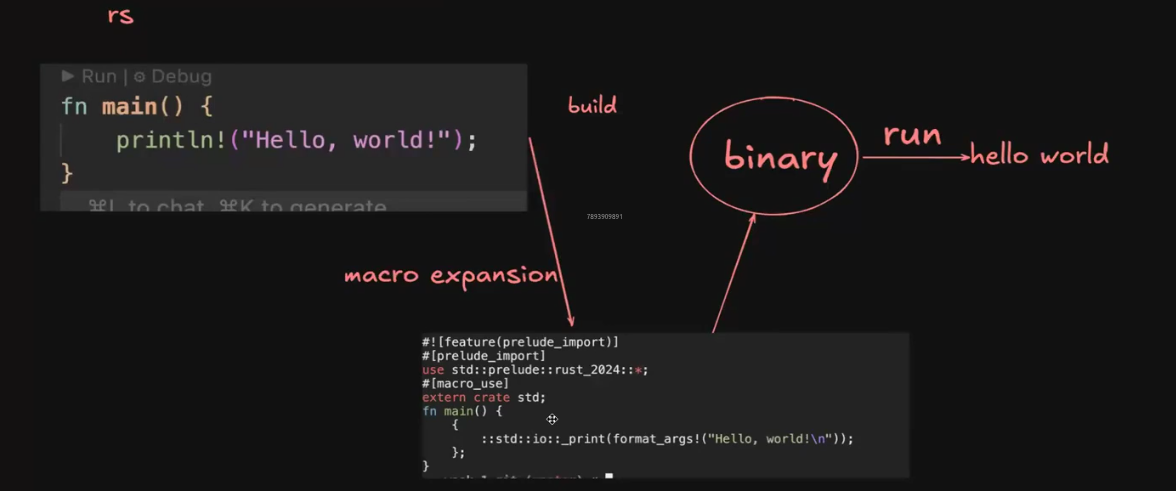 rs
▶ Run | ⚙ Debug
fn main() {
    println!("Hello, world!");
}
⌘L to chat, ⌘K to generate
build
binary
run
hello world
7893909891
macro expansion
#![feature(prelude_import)]
#[prelude_import]
use std::prelude::rust_2024::*;
#[macro_use]
extern crate std;
fn main() {
    {
        ::std::io::_print(format_args!("Hello, world!\n"));
    };
}